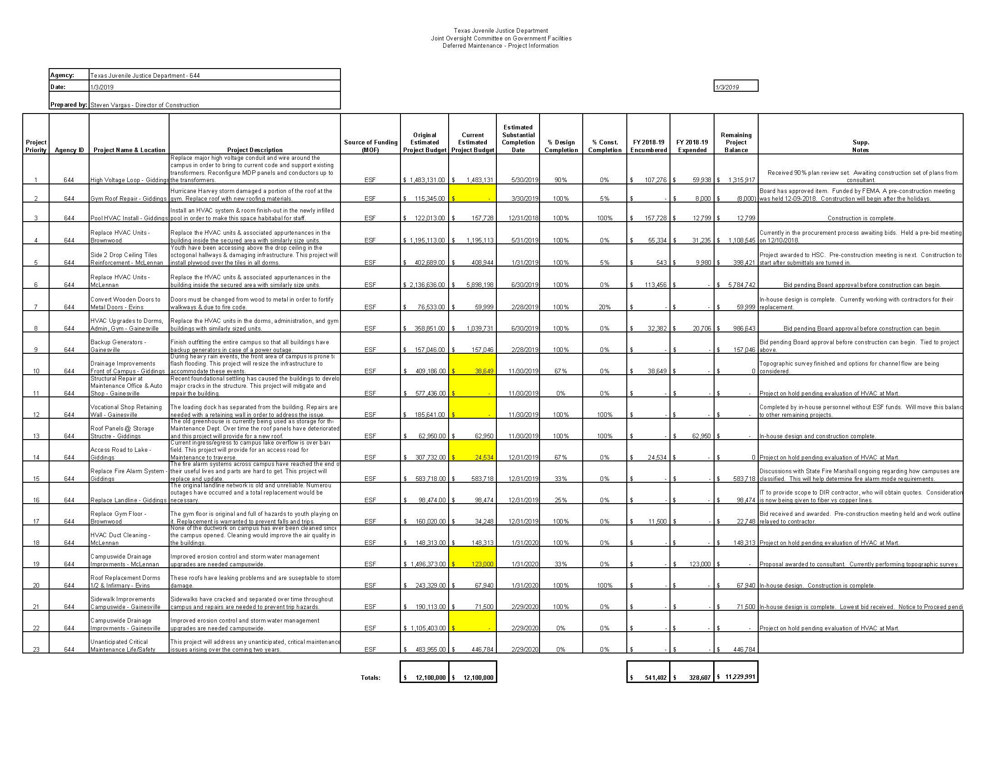 Texas Juvenile Justice Department
Joint Oversight Committee on Government Facilities
Deferred Maintenance - Project Information
Agency: Texas Juvenile Justice Department - 644
Date: 1/3/2019 1/3/2019
Prepared by: Steven Vargas - Director of Construction
Project Priority Agency ID Project Name & Location Project Description Source of Funding (MOF) Original Estimated Project Budget Current Estimated Project Budget Estimated Substantial Completion Date % Design Completion % Const. Completion FY 2018-19 Encumbered FY 2018-19 Expended Remaining Project Balance Supp. Notes
1 644 High Voltage Loop - Giddings Replace major high voltage conduit and wire around the campus in order to bring to current code and support existing transformers. Reconfigure MDP panels and conductors up to the transformers. ESF $ 1,483,131.00 $ 1,483,131 5/30/2019 90% 0% $ 107,276 $ 59,938 $ 1,315,917 Received 90% plan review set. Awaiting construction set of plans from consultant.
2 644 Gym Roof Repair - Giddings Hurricane Harvey storm damaged a portion of the roof at the gym. Replace roof with new roofing materials. ESF $ 115,345.00 $ - 3/30/2019 100% 5% $ - $ 8,000 $ (8,000) Board has approved item. Funded by FEMA. A pre-construction meeting was held 12-09-2018. Construction will begin after the holidays.
3 644 Pool HVAC Install - Giddings Install an HVAC system & room finish-out in the newly infilled pool in order to make this space habitabal for staff. ESF $ 122,013.00 $ 157,728 12/31/2018 100% 100% $ 157,728 $ 12,799 $ 12,799 Construction is complete.
4 644 Replace HVAC Units - Brownwood Replace the HVAC units & associated appurtenances in the building inside the secured area with similarly size units. ESF $ 1,195,113.00 $ 1,195,113 5/31/2019 100% 0% $ 55,334 $ 31,235 $ 1,108,545 Currently in the procurement process awaiting bids. Held a pre-bid meeting on 12/10/2018.
5 644 Side 2 Drop Ceiling Tiles Reinforcement - McLennan Youth have been accessing above the drop ceiling in the octogonal hallways & damaging infrastructure. This project will install plywood over the tiles in all dorms. ESF $ 402,689.00 $ 408,944 1/31/2019 100% 5% $ 543 $ 9,980 $ 398,421 Project awarded to HSC. Pre-construction meeting is next. Construction to start after submittals are turned in.
6 644 Replace HVAC Units - McLennan Replace the HVAC units & associated appurtenances in the building inside the secured area with similarly size units. ESF $ 2,136,636.00 $ 5,898,198 6/30/2019 100% 0% $ 113,456 $ - $ 5,784,742 Bid pending Board approval before construction can begin.
7 644 Convert Wooden Doors to Metal Doors - Evins Doors must be changed from wood to metal in order to fortify walkways & due to fire code. ESF $ 76,533.00 $ 59,999 2/28/2019 100% 20% $ - $ - $ 59,999 In-house design is complete. Currently working with contractors for their replacement.
8 644 HVAC Upgrades to Dorms, Admin, Gym - Gainesville Replace the HVAC units in the dorms, administration, and gym buildings with similarly sized units. ESF $ 358,851.00 $ 1,039,731 6/30/2019 100% 0% $ 32,382 $ 20,706 $ 986,643 Bid pending Board approval before construction can begin.
9 644 Backup Generators - Gainesville Finish outfitting the entire campus so that all buildings have backup generators in case of a power outage. ESF $ 157,046.00 $ 157,046 2/28/2019 100% 0% $ - $ - $ 157,046 Bid pending Board approval before construction can begin. Tied to project above.
10 644 Drainage Improvements Front of Campus - Giddings During heavy rain events, the front area of campus is prone to flash flooding. This project will resize the infrastructure to accommodate these events. ESF $ 409,186.00 $ 38,649 11/30/2019 67% 0% $ 38,649 $ - $ 0 Topographic survey finished and options for channel flow are being considered.
11 644 Structural Repair at Maintenance Office & Auto Shop - Gainesville Recent foundational settling has caused the buildings to develo major cracks in the structure. This project will mitigate and repair the building. ESF $ 577,436.00 $ - 11/30/2019 0% 0% $ - $ - $ - Project on hold pending evaluation of HVAC at Mart.
12 644 Vocational Shop Retaining Wall - Gainesville The loading dock has separated from the building. Repairs are needed with a retaining wall in order to address the issue. ESF $ 185,641.00 $ - 11/30/2019 100% 100% $ - $ - $ - Completed by in-house personnel without ESF funds. Will move this balanc to other remaining projects.
13 644 Roof Panels @ Storage Structre - Giddings The old greenhouse is currently being used as storage for the Maintenance Dept. Over time the roof panels have deteriorated and this project will provide for a new roof. ESF $ 62,950.00 $ 62,950 11/30/2019 100% 100% $ - $ 62,950 $ - In-house design and construction complete.
14 644 Access Road to Lake - Giddings Current ingress/egress to campus lake overflow is over bare field. This project will provide for an access road for Maintenance to traverse. ESF $ 307,732.00 $ 24,534 12/31/2019 67% 0% $ 24,534 $ - $ 0 Project on hold pending evaluation of HVAC at Mart.
15 644 Replace Fire Alarm System - Giddings The fire alarm systems across campus have reached the end o their useful lives and parts are hard to get. This project will replace and update. ESF $ 583,718.00 $ 583,718 12/31/2019 33% 0% $ - $ - $ 583,718 Discussions with State Fire Marshall ongoing regarding how campuses are classified. This will help determine fire alarm mode requirements.
16 644 Replace Landline - Giddings The original landline network is old and unreliable. Numerou outages have occurred and a total replacement would be necessary. ESF $ 98,474.00 $ 98,474 12/31/2019 25% 0% $ - $ - $ 98,474 IT to provide scope to DIR contractor, who will obtain quotes. Consideration is now being given to fiber vs copper lines.
17 644 Replace Gym Floor - Brownwood The gym floor is original and full of hazards to youth playing on it. Replacement is warranted to prevent falls and trips. ESF $ 160,020.00 $ 34,248 12/31/2019 100% 0% $ 11,500 $ - $ 22,748 Bid received and awarded. Pre-construction meeting held and work outline relayed to contractor.
18 644 HVAC Duct Cleaning - McLennan None of the ductwork on campus has ever been cleaned since the campus opened. Cleaning would improve the air quality in the buildings. ESF $ 148,313.00 $ 148,313 1/31/2020 100% 0% $ - $ - $ 148,313 Project on hold pending evaluation of HVAC at Mart.
19 644 Campuswide Drainage Improvments - McLennan Improved erosion control and storm water management upgrades are needed campuswide. ESF $ 1,496,373.00 $ 123,000 1/31/2020 33% 0% $ - $ 123,000 $ - Proposal awarded to consultant. Currently performing topographic survey.
20 644 Roof Replacement Dorms 1/2 & Infirmary - Evins These roofs have leaking problems and are suseptable to storm damage. ESF $ 243,329.00 $ 67,940 1/31/2020 100% 100% $ - $ - $ 67,940 In-house design. Construction is complete.
21 644 Sidewalk Improvements Campuswide - Gainesville Sidewalks have cracked and separated over time throughout campus and repairs are needed to prevent trip hazards. ESF $ 190,113.00 $ 71,500 2/29/2020 100% 0% $ - $ - $ 71,500 In-house design is complete. Lowest bid received. Notice to Proceed pendi
22 644 Campuswide Drainage Improvments - Gainesville Improved erosion control and storm water management upgrades are needed campuswide. ESF $ 1,105,403.00 $ - 2/29/2020 0% 0% $ - $ - $ - Project on hold pending evaluation of HVAC at Mart.
23 644 Unanticipated Critical Maintenance Life/Safety This project will address any unanticipated, critical maintenance issues arising over the coming two years. ESF $ 483,955.00 $ 446,784 2/29/2020 0% 0% $ - $ - $ 446,784
Totals: $ 12,100,000 $ 12,100,000 $ 541,402 $ 328,607 $ 11,229,991